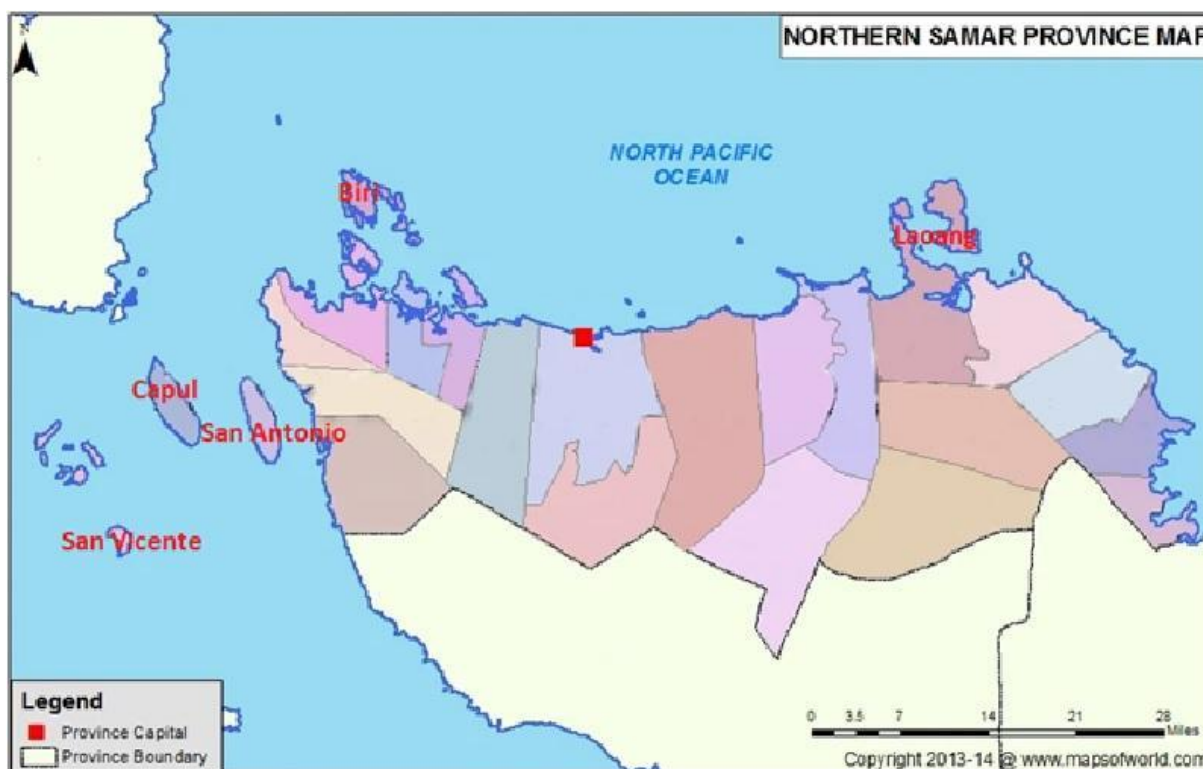 NORTHERN SAMAR PROVINCE MAP
NORTH PACIFIC
OCEAN
Biri
Laoang
Capul
San Antonio
San Vicente
Legend
Province Capital
Province Boundary
0 3.5 7 14 21 28
Miles
Copyright 2013-14 @ www.mapsofworld.com